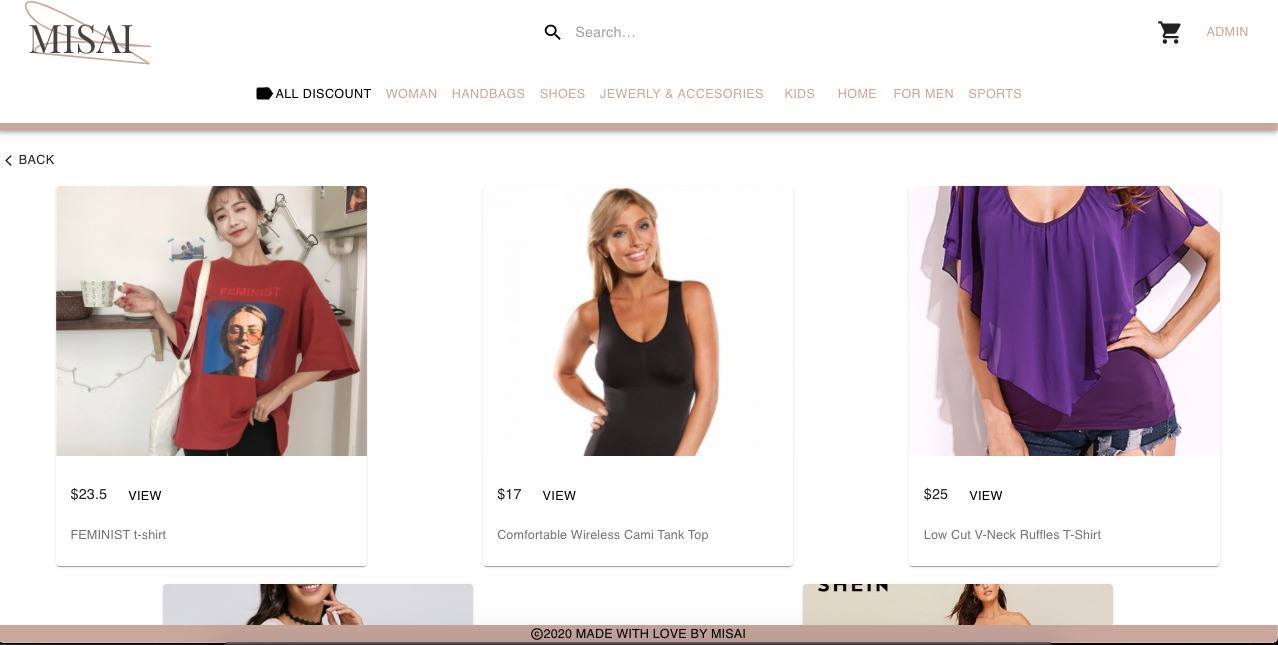 MISAI
Search...
ADMIN
ALL DISCOUNT WOMAN HANDBAGS SHOES JEWERLY & ACCESORIES KIDS HOME FOR MEN SPORTS
BACK
FEMINIST
$23.5 VIEW
FEMINIST t-shirt
$17 VIEW
Comfortable Wireless Cami Tank Top
$25 VIEW
Low Cut V-Neck Ruffles T-Shirt
SHEIN
©2020 MADE WITH LOVE BY MISAI